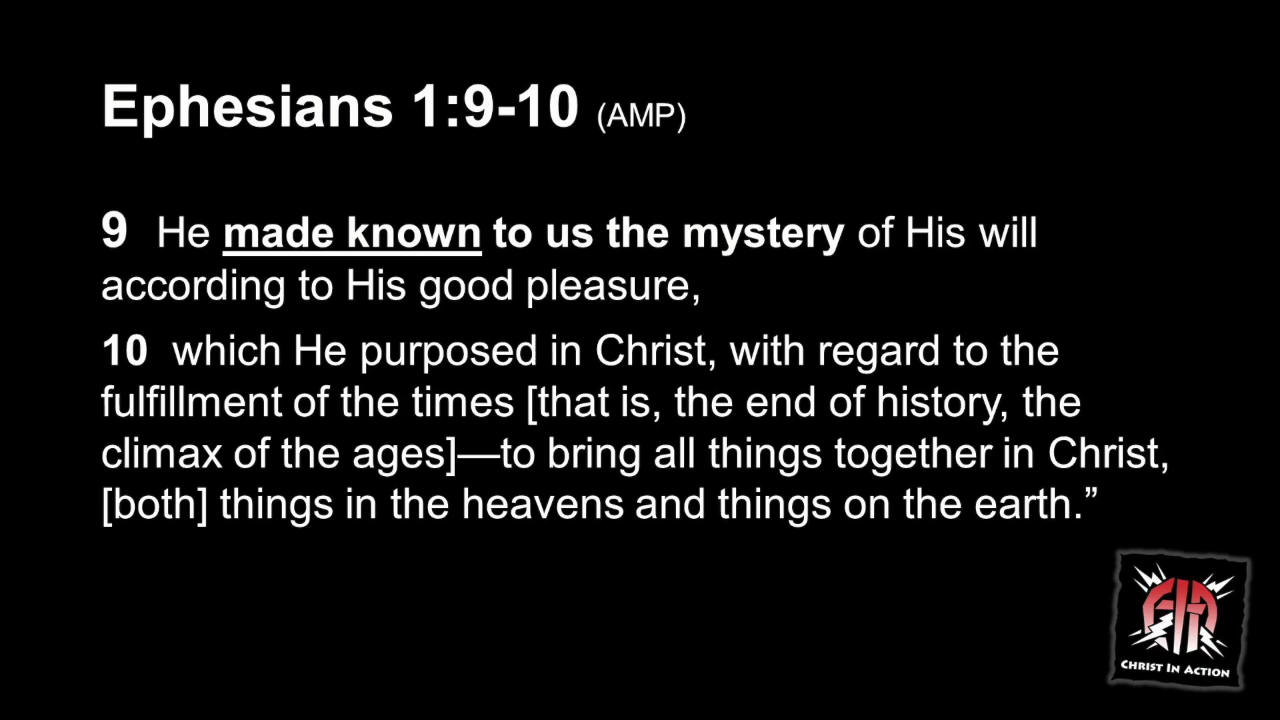 Ephesians 1:9-10 (AMP)
9 He made known to us the mystery of His will
according to His good pleasure,
10 which He purposed in Christ, with regard to the
fulfillment of the times [that is, the end of history, the
climax of the ages]—to bring all things together in Christ,
[both] things in the heavens and things on the earth.”
CIA
CHRIST IN ACTION